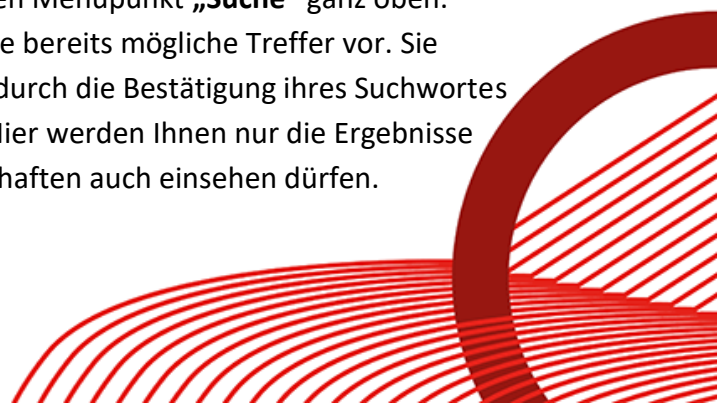 en Menüpunkt „Suche“ ganz oben.
e bereits mögliche Treffer vor. Sie
durch die Bestätigung ihres Suchwortes
Hier werden Ihnen nur die Ergebnisse
haften auch einsehen dürfen.